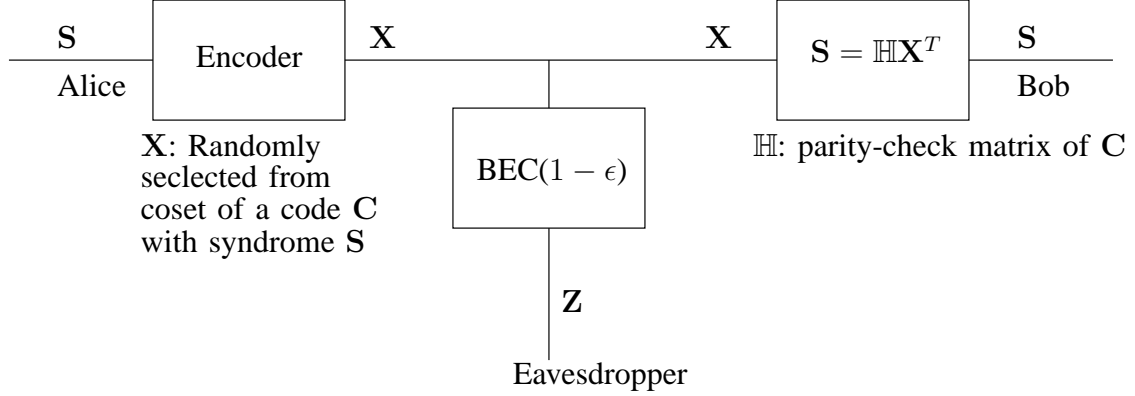 S
Alice
Encoder
X
X: Randomly
seclected from
coset of a code C
with syndrome S
BEC(1 − ϵ)
Z
Eavesdropper
X
S = ℍX^T
S
Bob
ℍ: parity-check matrix of C